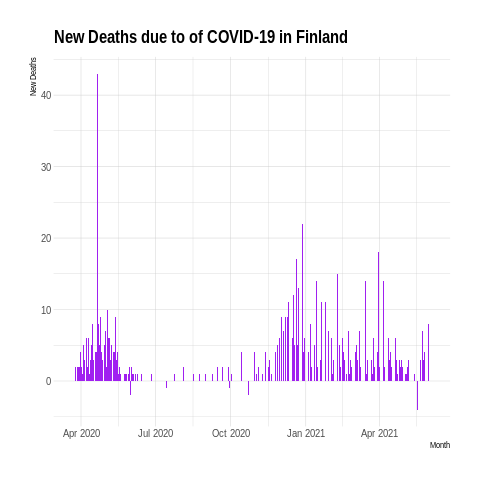 New Deaths due to of COVID-19 in Finland
New Deaths
40
30
20
10
0
Apr 2020 Jul 2020 Oct 2020 Jan 2021 Apr 2021
Month